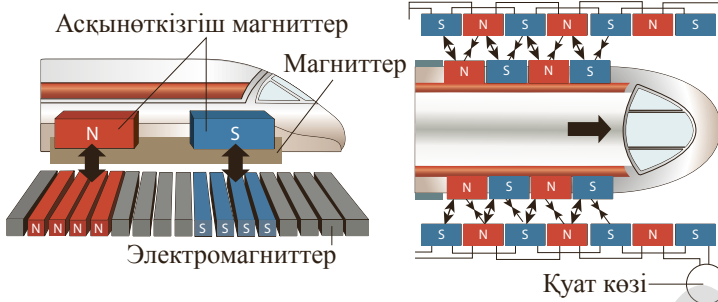 Асқынөткізгіш магниттер
Магниттер
N S
N N N N S S S S
Электромагниттер
S N S N S N S
N S N S
N S N S
S N S N S N S
Қуат көзі